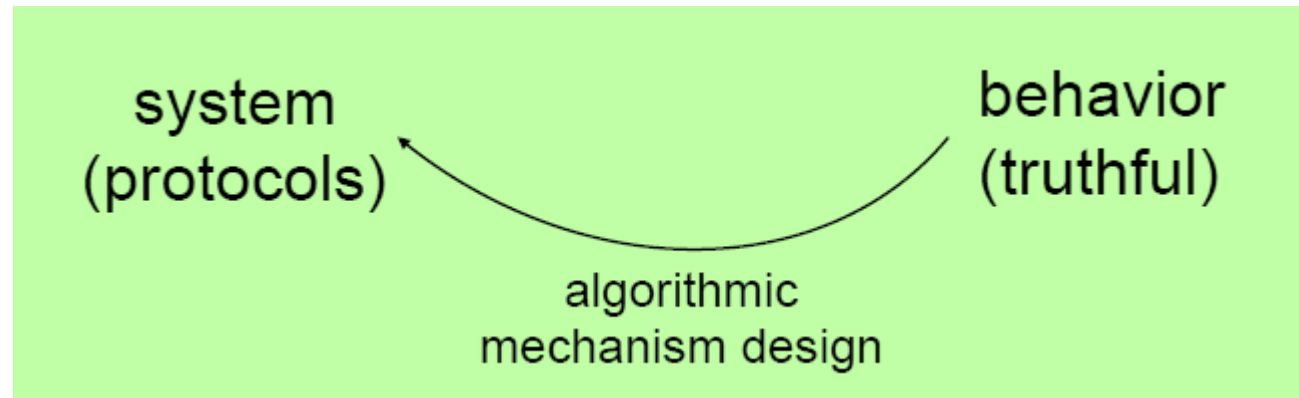 system
(protocols)
behavior
(truthful)
algorithmic
mechanism design